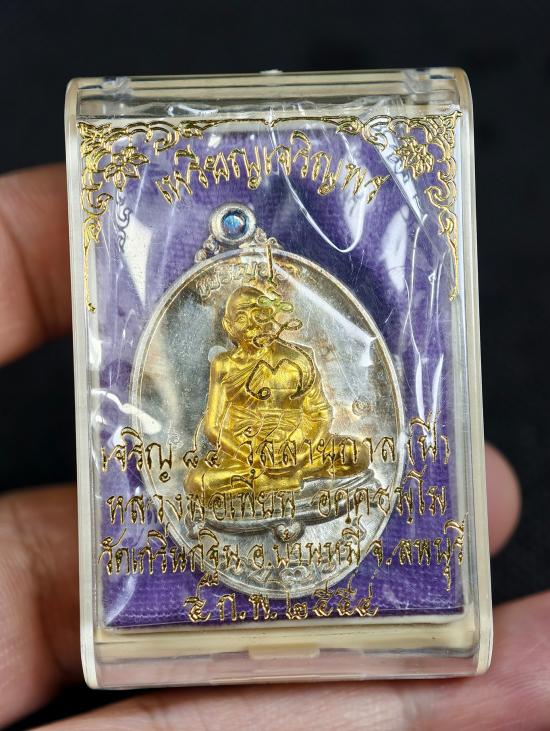 เหรียญเจริญพร
เจริญ ๘๔ วัสสายุกาล (ปี)
หลวงพ่อเพี้ยน อคฺคธมฺโม
วัดเกริ่นกฐิน อ.บ้านหมี่ จ.ลพบุรี
๕ ก.พ. ๒๕๕๔